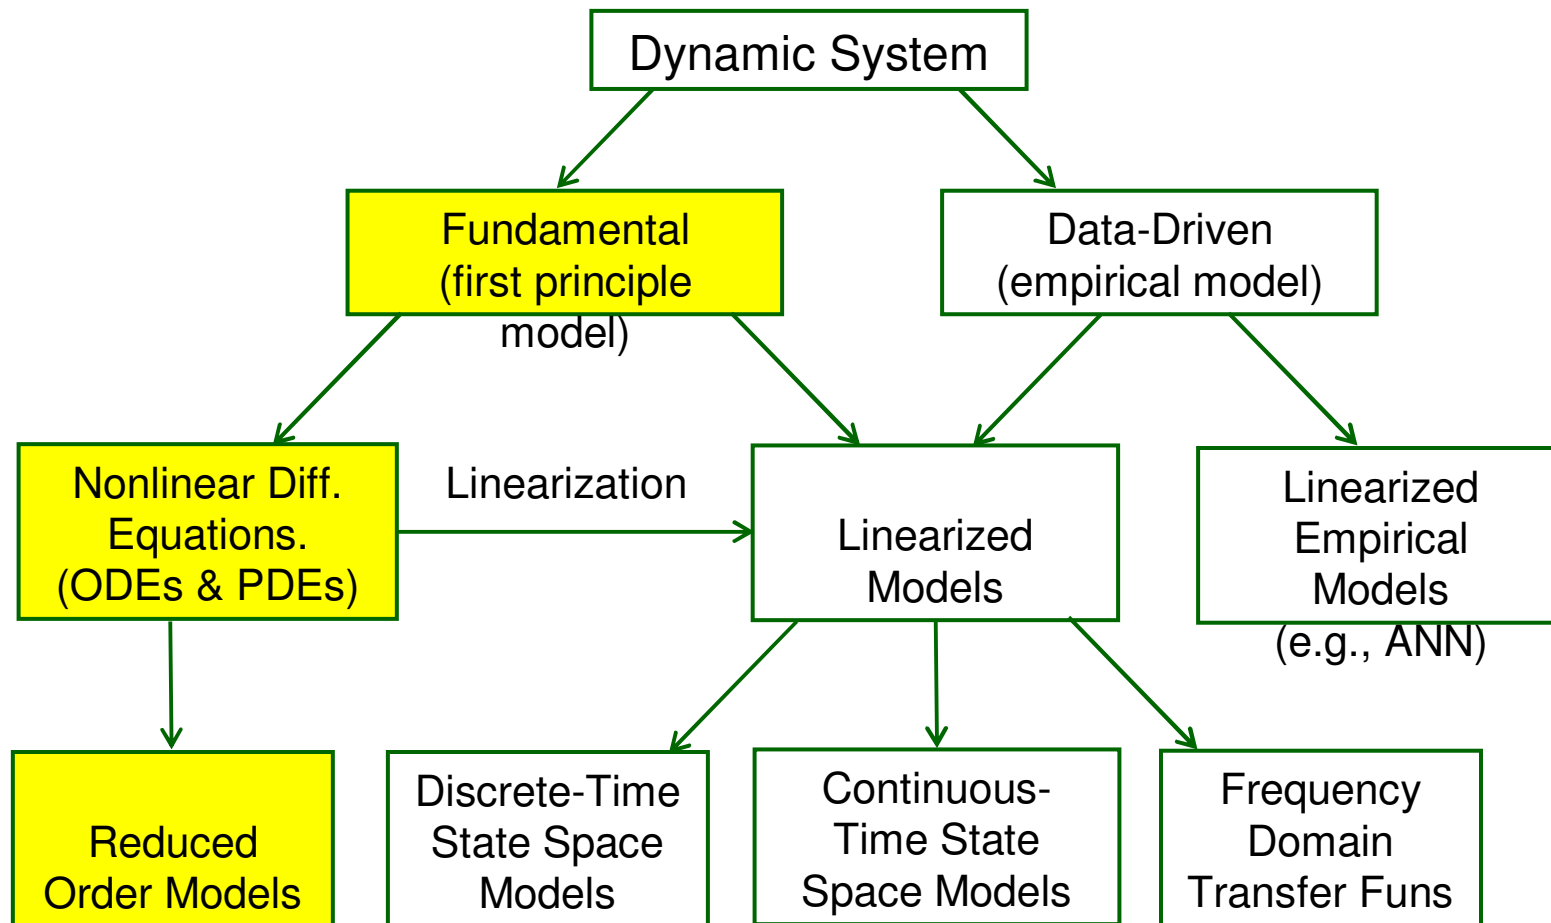 Dynamic System
Fundamental
(first principle
model)
Data-Driven
(empirical model)
Nonlinear Diff.
Equations.
(ODEs & PDEs)
Linearization
Linearized
Models
Linearized
Empirical
Models
(e.g., ANN)
Reduced
Order Models
Discrete-Time
State Space
Models
Continuous-
Time State
Space Models
Frequency
Domain
Transfer Funs